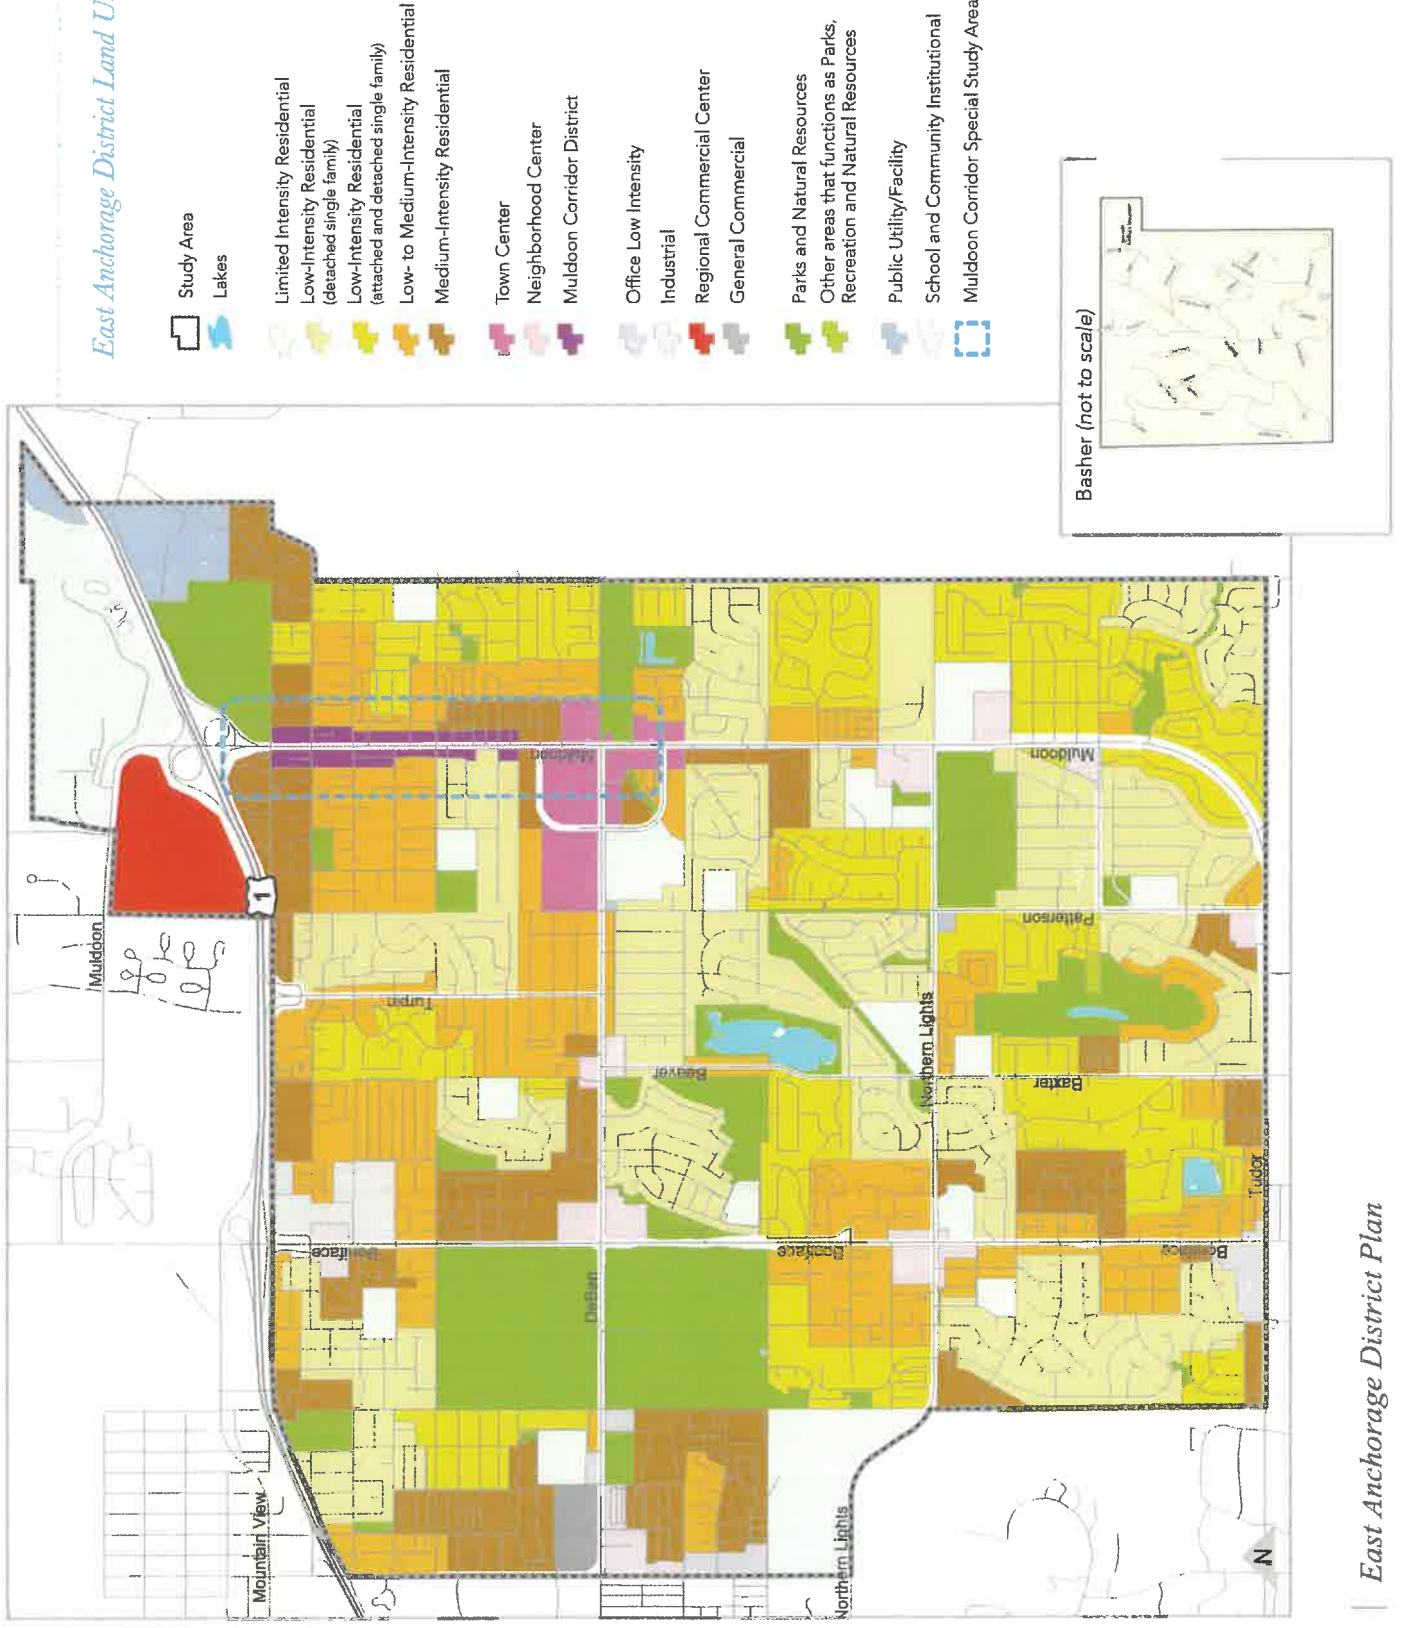 East Anchorage District Land U
Study Area
Lakes
Limited Intensity Residential
Low-Intensity Residential
(detached single family)
Low-Intensity Residential
(attached and detached single family)
Low- to Medium-Intensity Residential
Medium-Intensity Residential
Town Center
Neighborhood Center
Muldoon Corridor District
Office Low Intensity
Industrial
Regional Commercial Center
General Commercial
Parks and Natural Resources
Other areas that functions as Parks,
Recreation and Natural Resources
Public Utility/Facility
School and Community Institutional
Muldoon Corridor Special Study Area
Basher (not to scale)
Mountain View
Muldoon
1
Boniface
Boniface
Turpin
Muldoon
DeBarr
Beaver
Boniface
Northern Lights
Northern Lights
Patterson
Muldoon
Baxter
Boniface
Tudor
N
East Anchorage District Plan